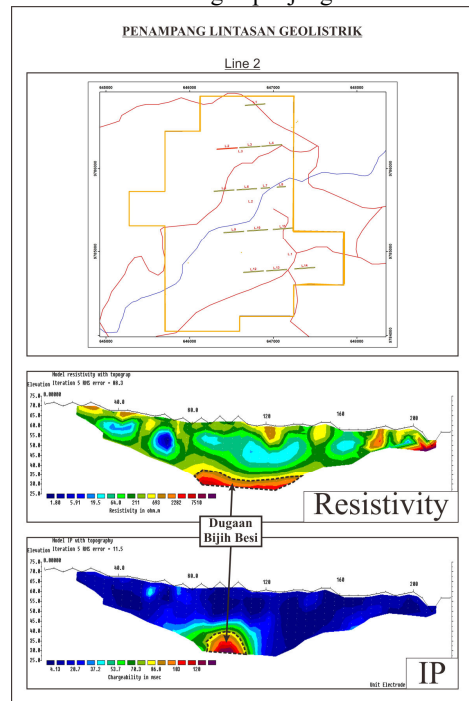 PENAMPANG LINTASAN GEOLISTRIK
Line 2
Model resistivity with topograp
Iteration 5 RMS error = 88.3
Elevation
75.0
0.00000
70.0
65.0
60.0
55.0
50.0
45.0
40.0
35.0
30.0
25.0
40.0
80.0
120
160
200
1.80 5.91 19.5 64.0 211 693 2282 7510
Resistivity in ohm.m
Resistivity
Dugaan
Bijih Besi
Model IP with topography
Iteration 5 RMS error = 11.5
Elevation
75.0
0.00000
70.0
65.0
60.0
55.0
50.0
45.0
40.0
35.0
30.0
25.0
40.0
80.0
120
160
200
4.13 20.7 37.2 53.7 70.3 86.8 103 120
Chargeability in msec
IP
Unit Electrode